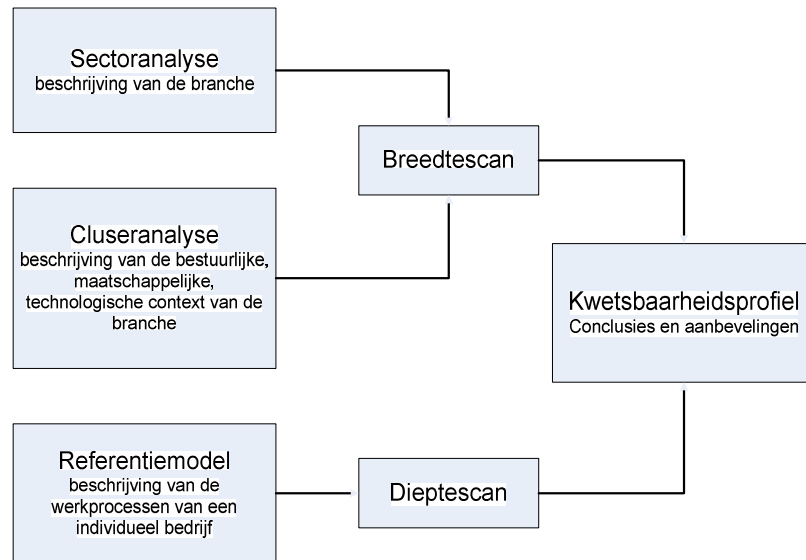 Sectoranalyse
beschrijving van de branche
Breedtescan
Cluseranalyse
beschrijving van de bestuurlijke,
maatschappelijke,
technologische context van de
branche
Kwetsbaarheidsprofiel
Conclusies en aanbevelingen
Referentiemodel
beschrijving van de
werkprocessen van een
individueel bedrijf
Dieptescan